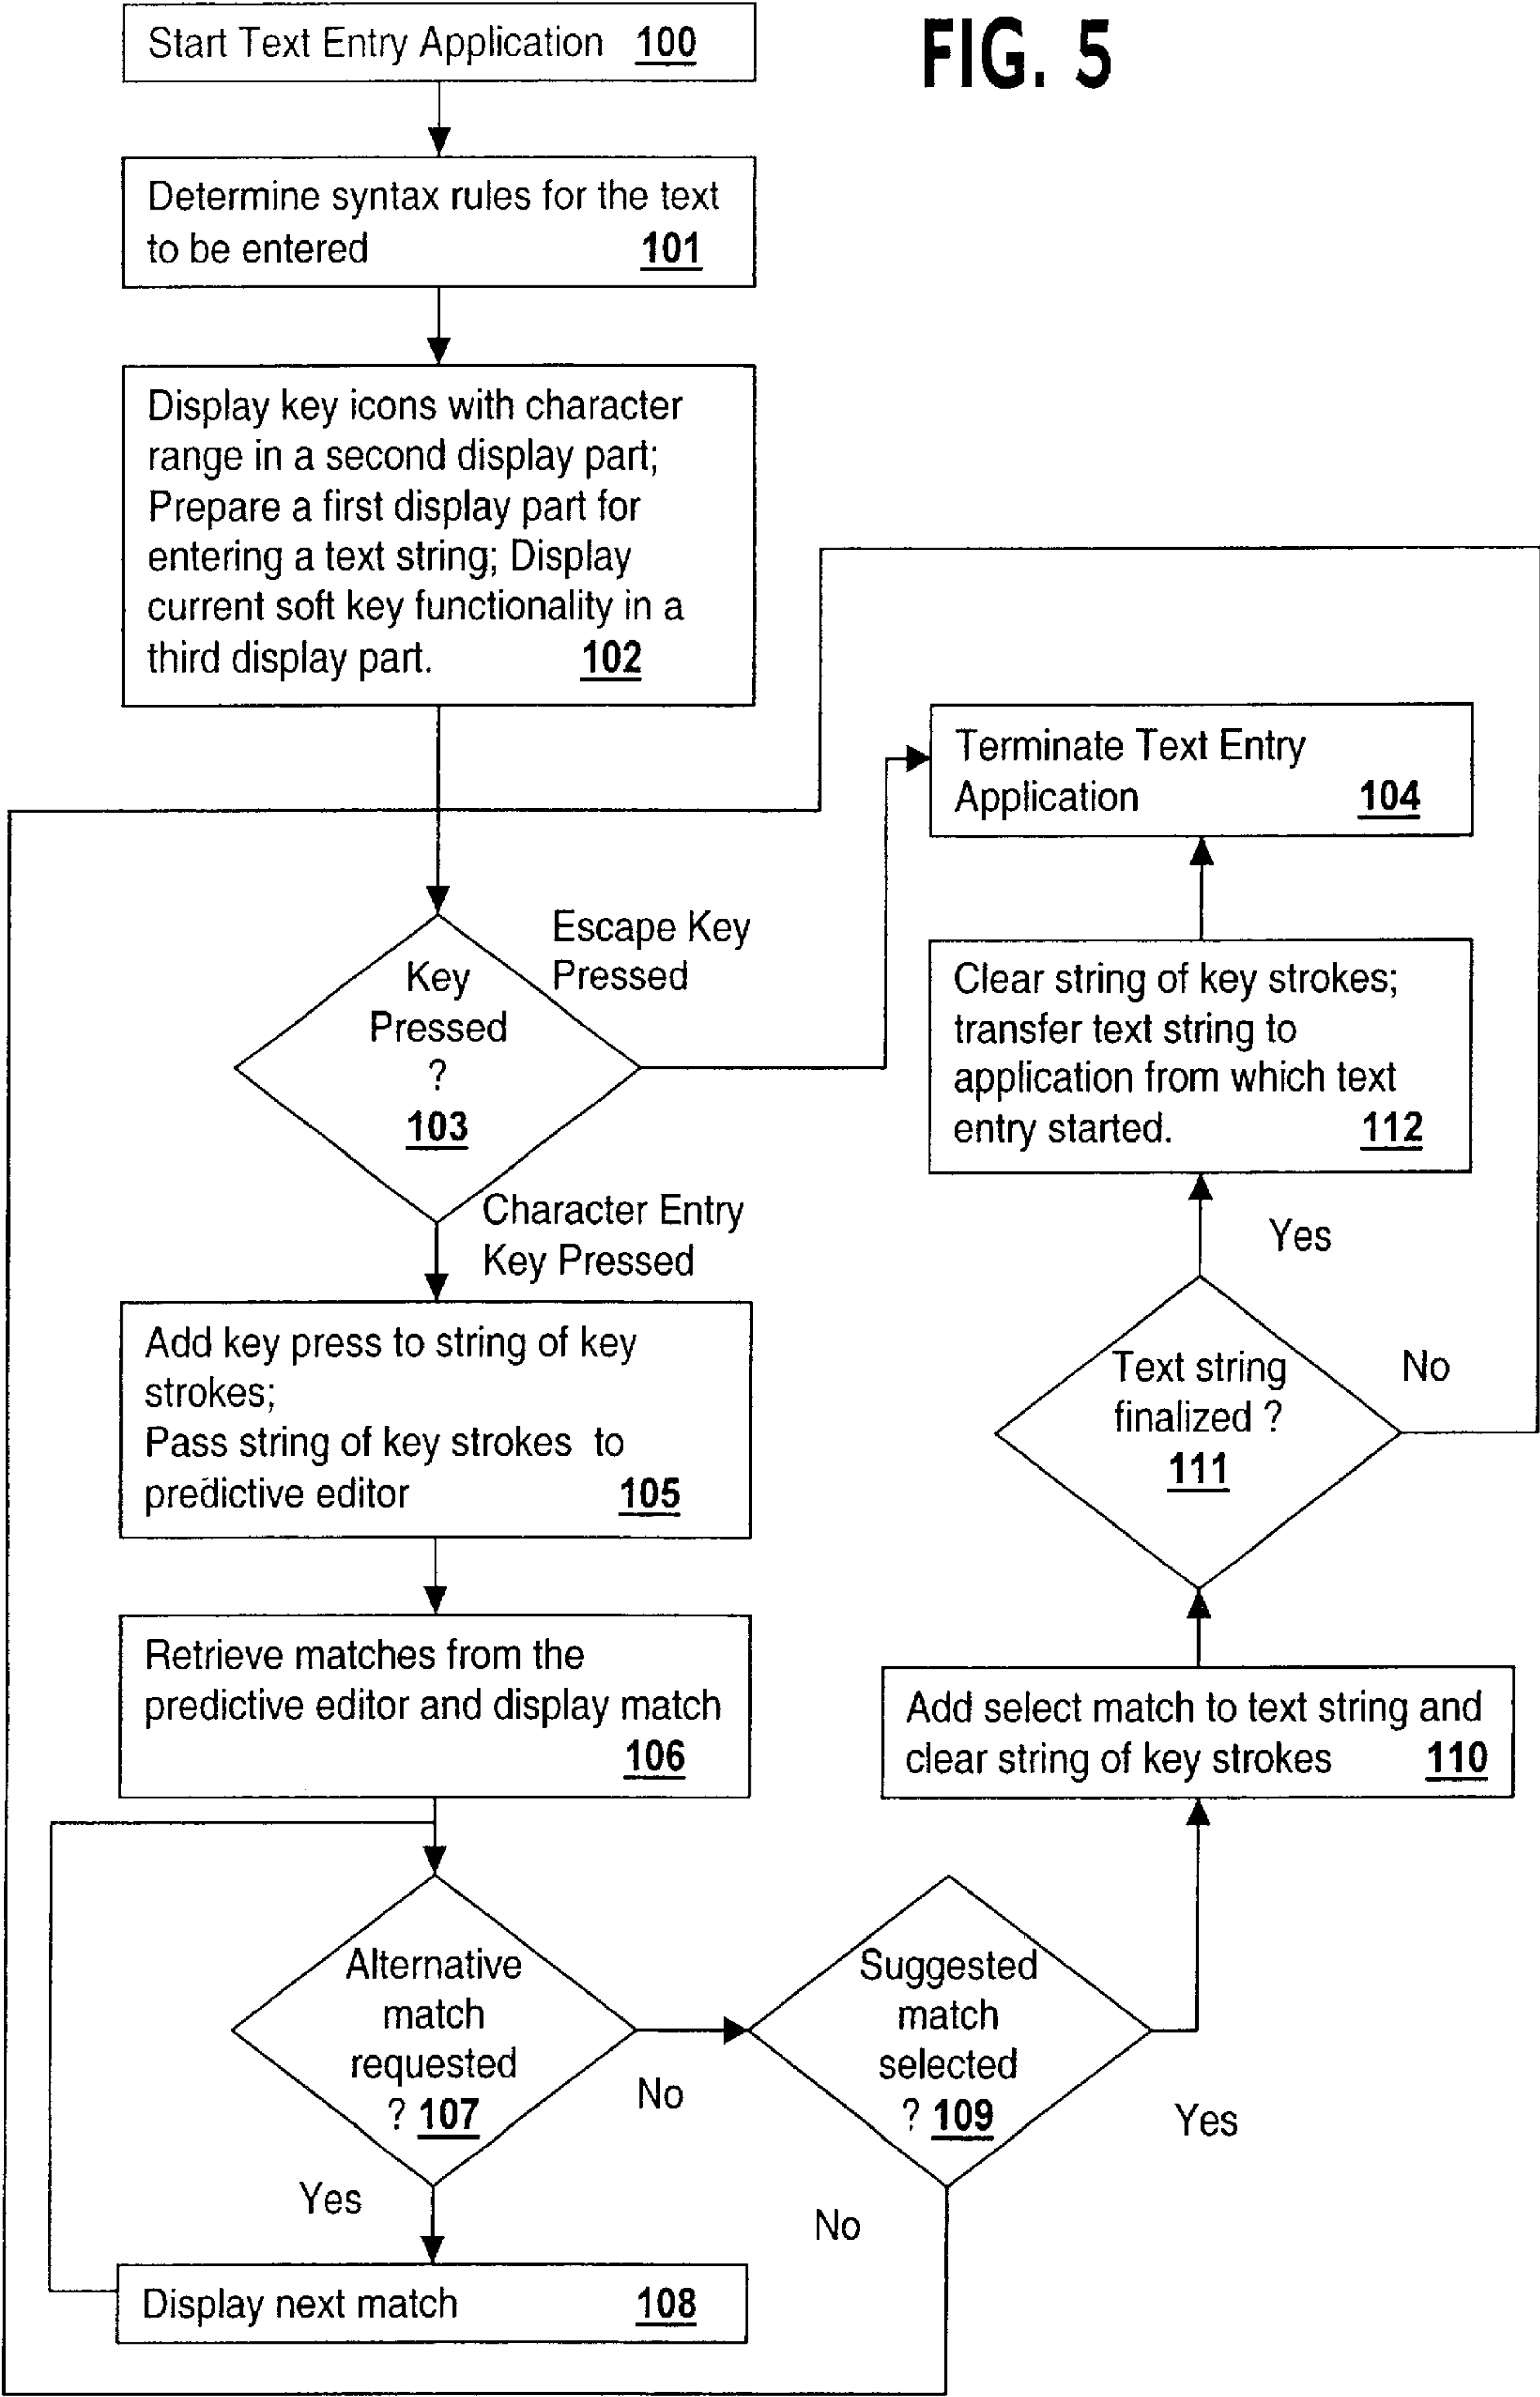 FIG. 5
Start Text Entry Application 100
Determine syntax rules for the text
to be entered 101
Display key icons with character
range in a second display part;
Prepare a first display part for
entering a text string; Display
current soft key functionality in a
third display part. 102
Key
Pressed
?
103
Escape Key
Pressed
Terminate Text Entry
Application 104
Character Entry
Key Pressed
Add key press to string of key
strokes;
Pass string of key strokes to
predictive editor 105
Retrieve matches from the
predictive editor and display match
106
Alternative
match
requested
? 107
Yes
No
Display next match 108
Suggested
match
selected
? 109
No
Yes
Add select match to text string and
clear string of key strokes 110
Text string
finalized ?
111
No
Yes
Clear string of key strokes;
transfer text string to
application from which text
entry started. 112